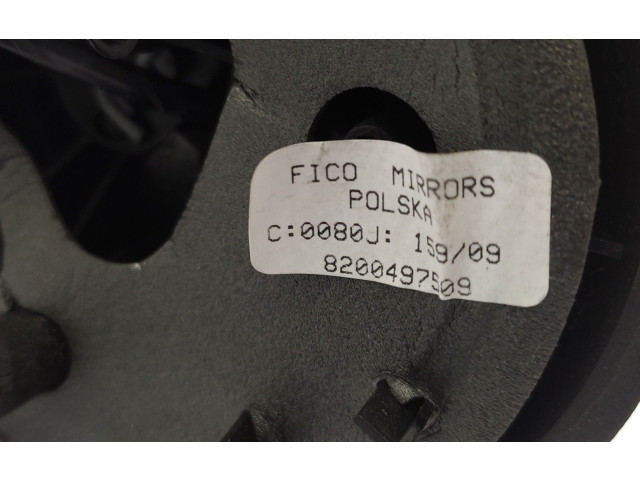 FICO MIRRORS
POLSKA
C:0080J: 159/09
8200497509